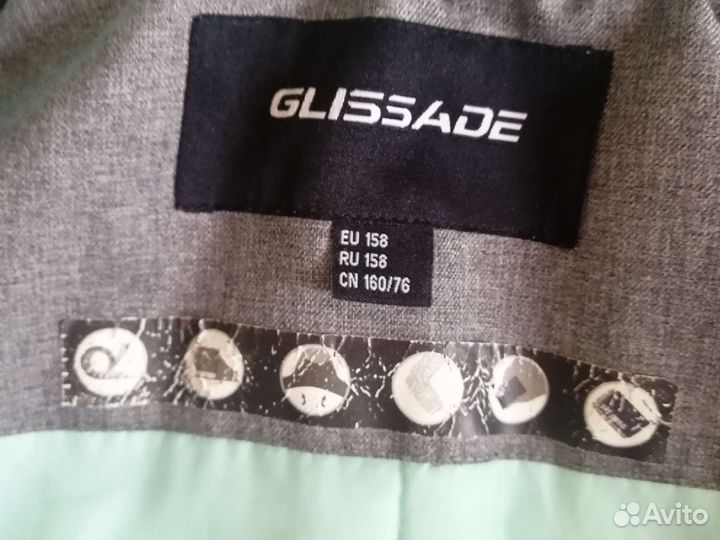 GLISSADE
EU 158
RU 158
CN 160/76
Avito